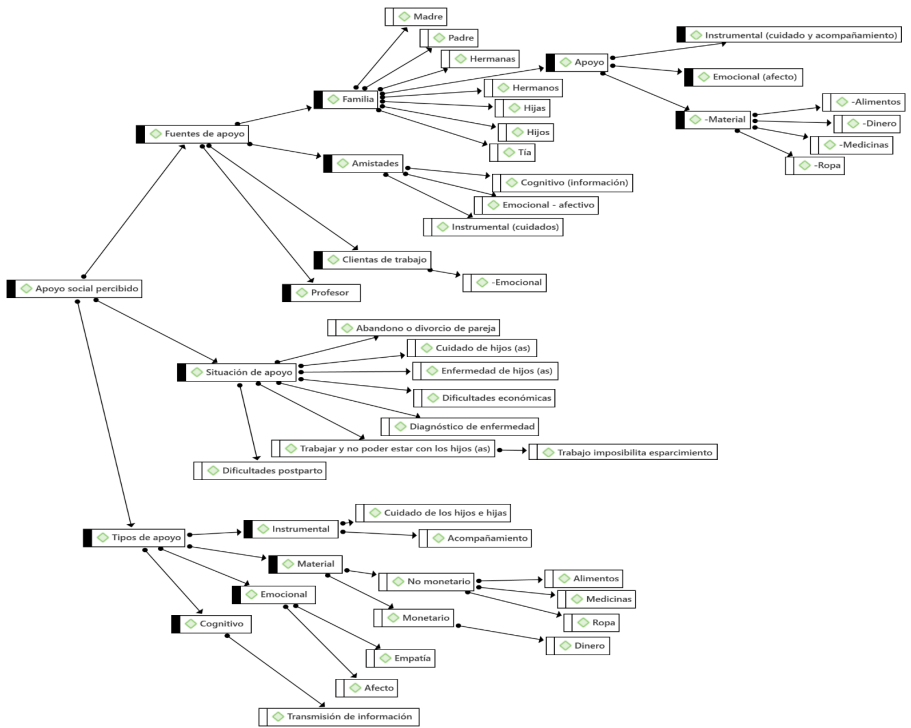 Madre
Padre
Hermanas
Instrumental (cuidado y acompañamiento)
Apoyo
Emocional (afecto)
Hermanos
Familia
Hijas
-Alimentos
-Material
-Dinero
Fuentes de apoyo
Hijos
-Medicinas
Tía
Amistades
-Ropa
Cognitivo (información)
Emocional - afectivo
Instrumental (cuidados)
Clientas de trabajo
-Emocional
Apoyo social percibido
Profesor
Abandono o divorcio de pareja
Cuidado de hijos (as)
Situación de apoyo
Enfermedad de hijos (as)
Dificultades económicas
Diagnóstico de enfermedad
Trabajar y no poder estar con los hijos (as)
Trabajo imposibilita esparcimiento
Dificultades postparto
Cuidado de los hijos e hijas
Instrumental
Tipos de apoyo
Acompañamiento
Material
No monetario
Alimentos
Emocional
Medicinas
Monetario
Cognitivo
Ropa
Dinero
Empatía
Afecto
Transmisión de información